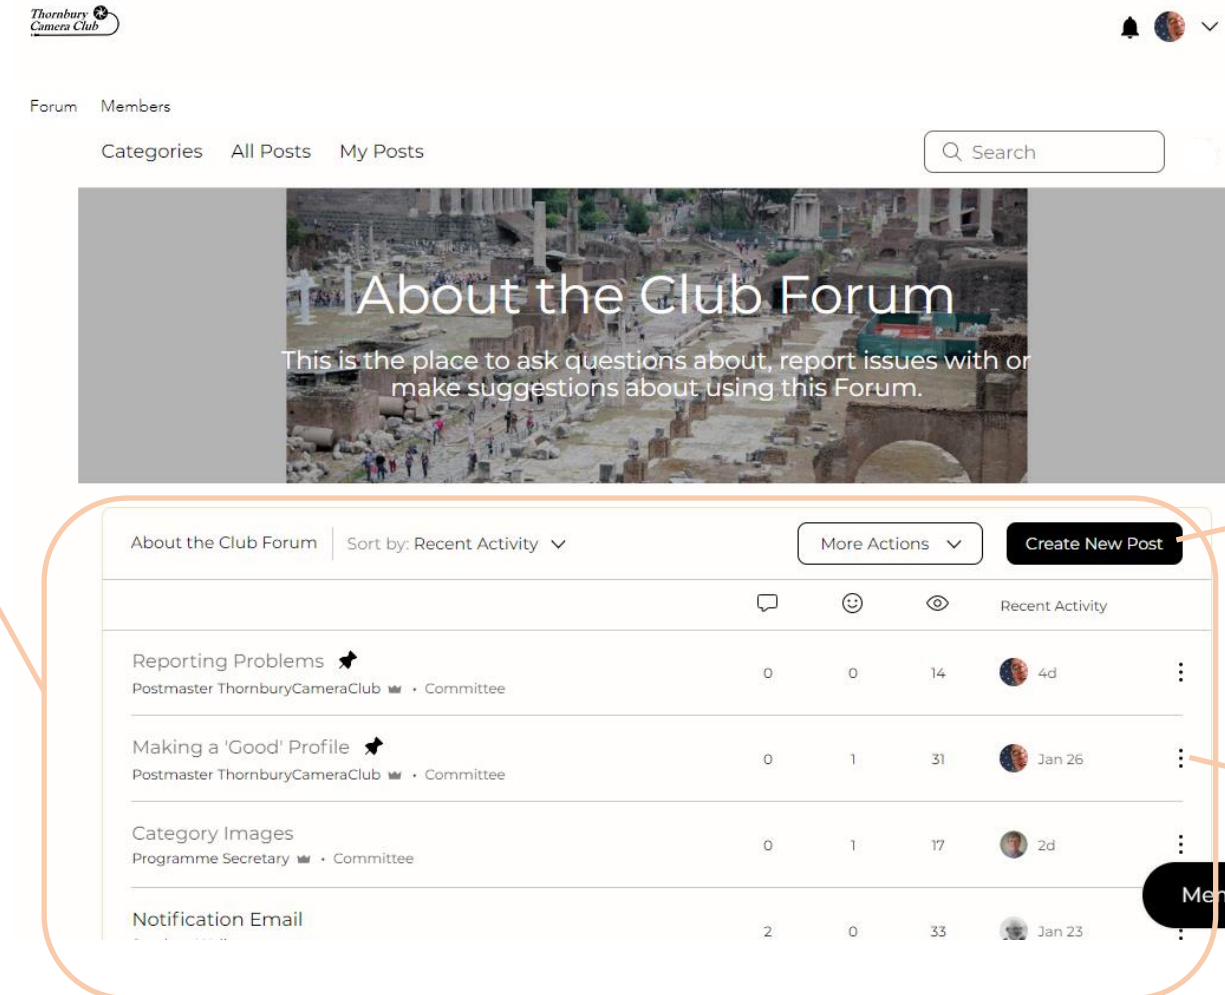 Thornbury
Camera Club
Forum Members
Categories All Posts My Posts Search
About the Club Forum
This is the place to ask questions about, report issues with or
make suggestions about using this Forum.
About the Club Forum Sort by: Recent Activity More Actions Create New Post
Recent Activity
Reporting Problems
Postmaster ThornburyCameraClub • Committee
0 0 14 4d
Making a 'Good' Profile
Postmaster ThornburyCameraClub • Committee
0 1 31 Jan 26
Category Images
Programme Secretary • Committee
0 1 17 2d
Notification Email
2 0 33 Jan 23